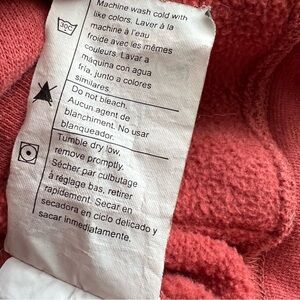 Machine wash cold with
like colors. Laver à la
machine à l'eau
froide avec les mêmes
couleurs. Lavar a
máquina con agua
fría, junto a colores
similares.
Do not bleach.
Aucun agent de
blanchiment. No usar
blanqueador.
Tumble dry low,
remove promptly.
Sécher par culbutage
à réglage bas, retirer
rapidement. Secar en
secadora en ciclo delicado y
sacar inmediatamente.